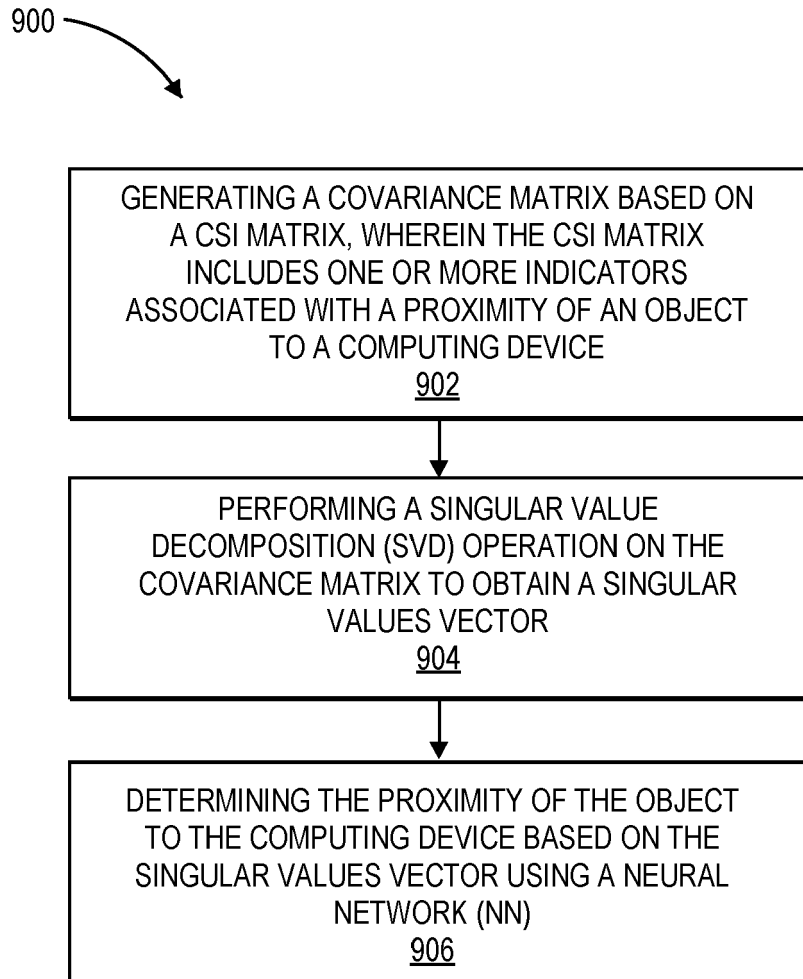 900
GENERATING A COVARIANCE MATRIX BASED ON
A CSI MATRIX, WHEREIN THE CSI MATRIX
INCLUDES ONE OR MORE INDICATORS
ASSOCIATED WITH A PROXIMITY OF AN OBJECT
TO A COMPUTING DEVICE
902
PERFORMING A SINGULAR VALUE
DECOMPOSITION (SVD) OPERATION ON THE
COVARIANCE MATRIX TO OBTAIN A SINGULAR
VALUES VECTOR
904
DETERMINING THE PROXIMITY OF THE OBJECT
TO THE COMPUTING DEVICE BASED ON THE
SINGULAR VALUES VECTOR USING A NEURAL
NETWORK (NN)
906